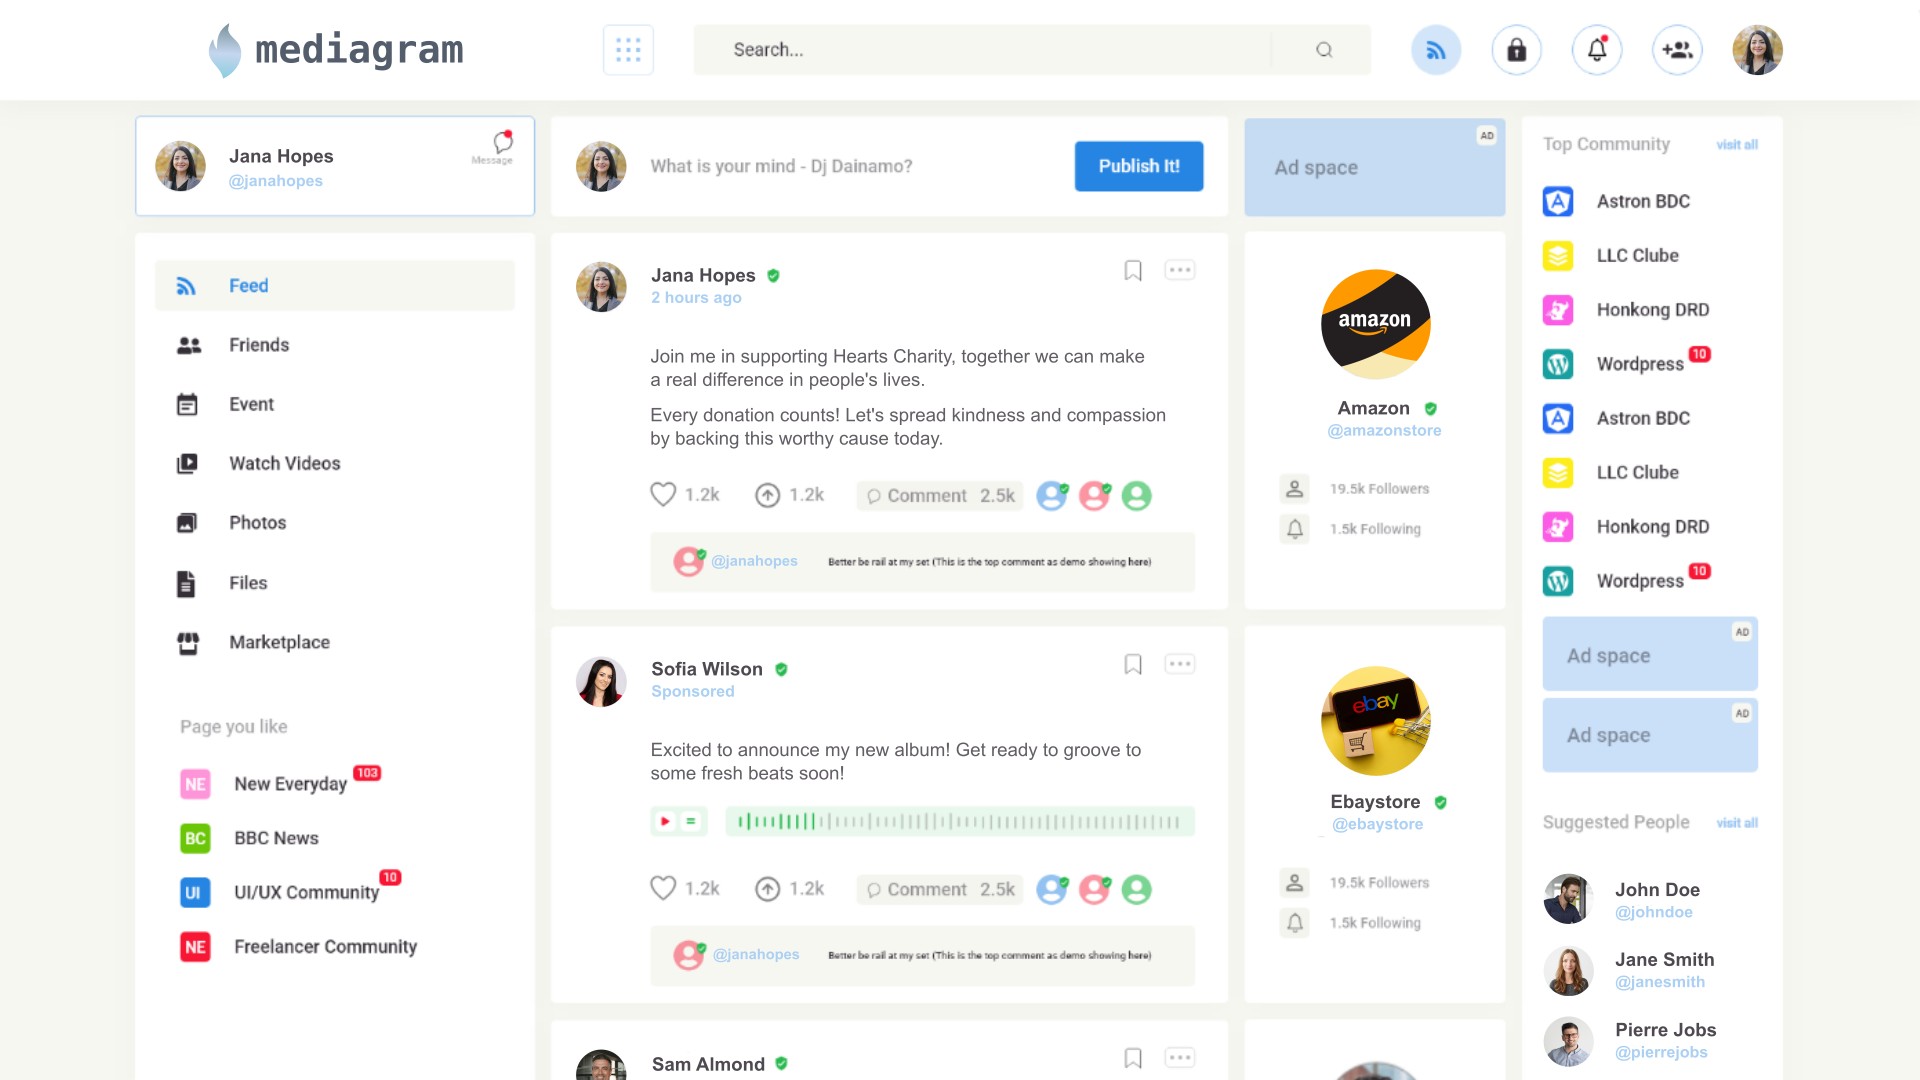 mediagram
Search...
Jana Hopes
@janahopes
Message
Feed
Friends
Event
Watch Videos
Photos
Files
Marketplace
Page you like
NE New Everyday 103
BC BBC News
UI UI/UX Community 10
NE Freelancer Community
What is your mind - Dj Dainamo?
Publish It!
Jana Hopes
2 hours ago
Join me in supporting Hearts Charity, together we can make
a real difference in people's lives.
Every donation counts! Let's spread kindness and compassion
by backing this worthy cause today.
1.2k 1.2k Comment 2.5k
@janahopes Better be rail at my set (This is the top comment as demo showing here)
Sofia Wilson
Sponsored
Excited to announce my new album! Get ready to groove to
some fresh beats soon!
1.2k 1.2k Comment 2.5k
@janahopes Better be rail at my set (This is the top comment as demo showing here)
Sam Almond
AD
Ad space
amazon
Amazon
@amazonstore
19.5k Followers
1.5k Following
ebay
Ebaystore
@ebaystore
19.5k Followers
1.5k Following
Top Community visit all
Astron BDC
LLC Clube
Honkong DRD
Wordpress 10
Astron BDC
LLC Clube
Honkong DRD
Wordpress 10
AD
Ad space
AD
Ad space
Suggested People visit all
John Doe
@johndoe
Jane Smith
@janesmith
Pierre Jobs
@pierrejobs